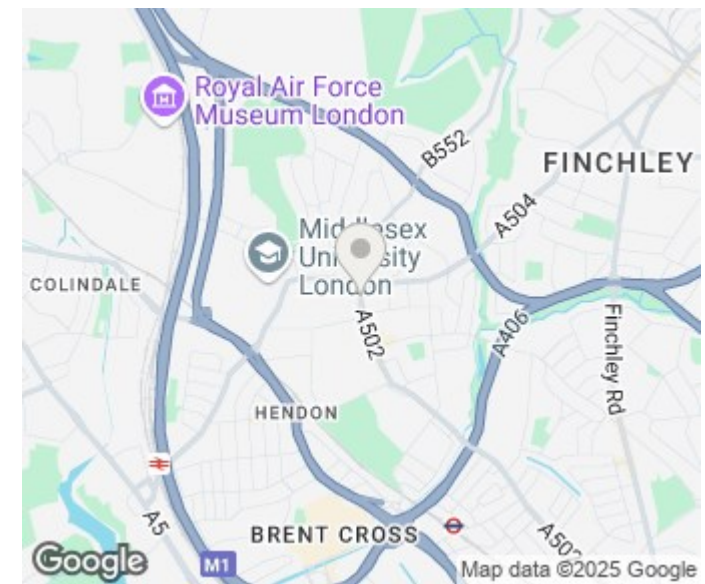 Royal Air Force
Museum London
B552
FINCHLEY
A504
Middlesex
University
London
COLINDALE
A502
A406
Finchley Rd
HENDON
A5
BRENT CROSS
A502
Google
M1
Map data ©2025 Google